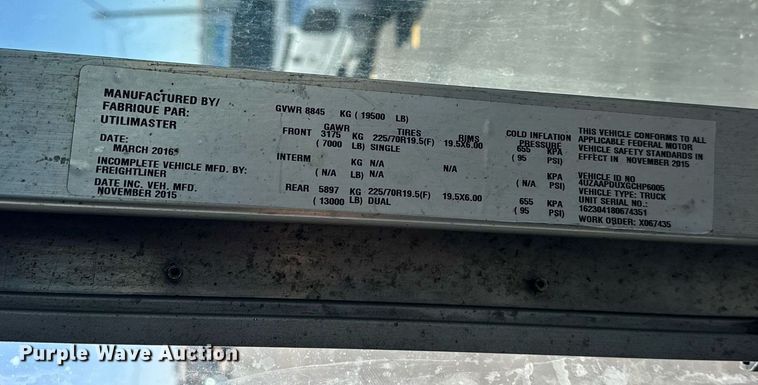 MANUFACTURED BY/
FABRIQUE PAR:
UTILIMASTER
DATE:
MARCH 2016
INCOMPLETE VEHICLE MFD. BY:
FREIGHTLINER
DATE INC. VEH. MFD.
NOVEMBER 2015
GVWR 8845 KG ( 19500 LB)
GAWR TIRES RIMS
FRONT 3175 KG 225/70R19.5(F) 19.5X6.00
( 7000 LB) SINGLE
INTERM KG N/A N/A
( LB) N/A
REAR 5897 KG 225/70R19.5(F) 19.5X6.00
( 13000 LB) DUAL
COLD INFLATION
PRESSURE
655 KPA
( 95 PSI)
KPA
( N/A PSI)
655 KPA
( 95 PSI)
THIS VEHICLE CONFORMS TO ALL
APPLICABLE FEDERAL MOTOR
VEHICLE SAFETY STANDARDS IN
EFFECT IN NOVEMBER 2015
VEHICLE ID NO
4UZAAPDUXGCHP6005
VEHICLE TYPE: TRUCK
UNIT SERIAL NO.:
162304180674351
WORK ORDER: X067435
Purple Wave Auction